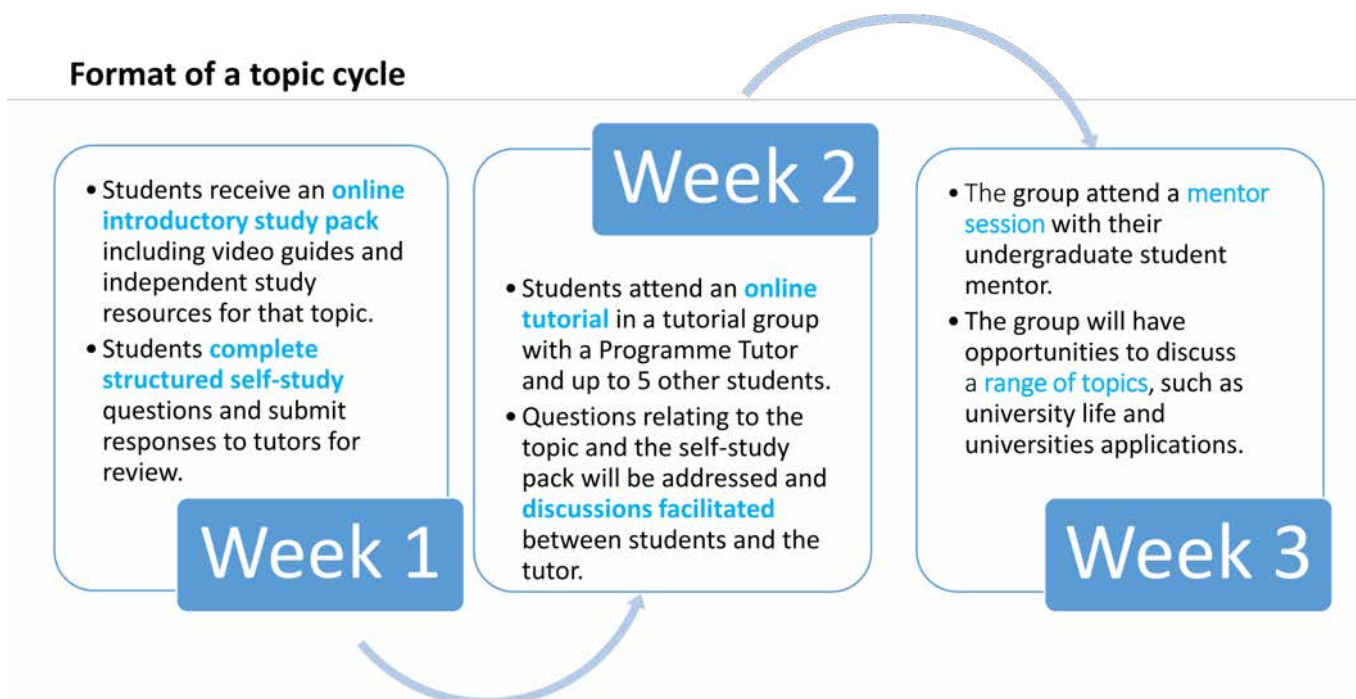 Format of a topic cycle
• Students receive an online
introductory study pack
including video guides and
independent study
resources for that topic.
• Students complete
structured self-study
questions and submit
responses to tutors for
review.
Week 1
Week 2
• Students attend an online
tutorial in a tutorial group
with a Programme Tutor
and up to 5 other students.
• Questions relating to the
topic and the self-study
pack will be addressed and
discussions facilitated
between students and the
tutor.
• The group attend a mentor
session with their
undergraduate student
mentor.
• The group will have
opportunities to discuss
a range of topics, such as
university life and
universities applications.
Week 3